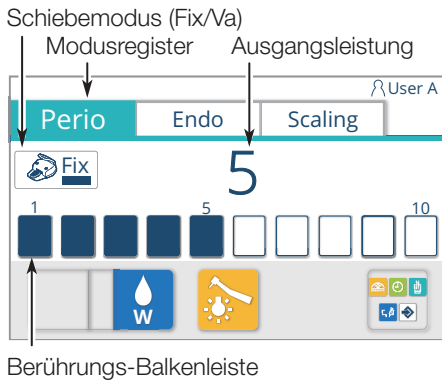 Schiebemodus (Fix/Va)
Modusregister Ausgangsleistung
User A
Perio Endo Scaling
Fix 5
1 5 10
W
Berührungs-Balkenleiste